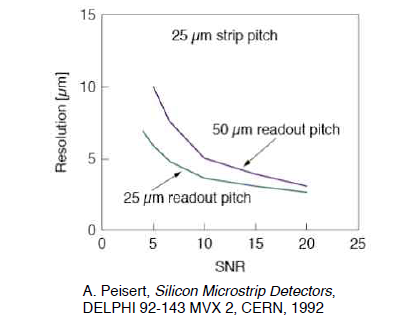 15
25 μm strip pitch
10
50 μm readout pitch
5
25 μm readout pitch
0
0 5 10 15 20 25
Resolution [μm]
SNR
A. Peisert, Silicon Microstrip Detectors,
DELPHI 92-143 MVX 2, CERN, 1992